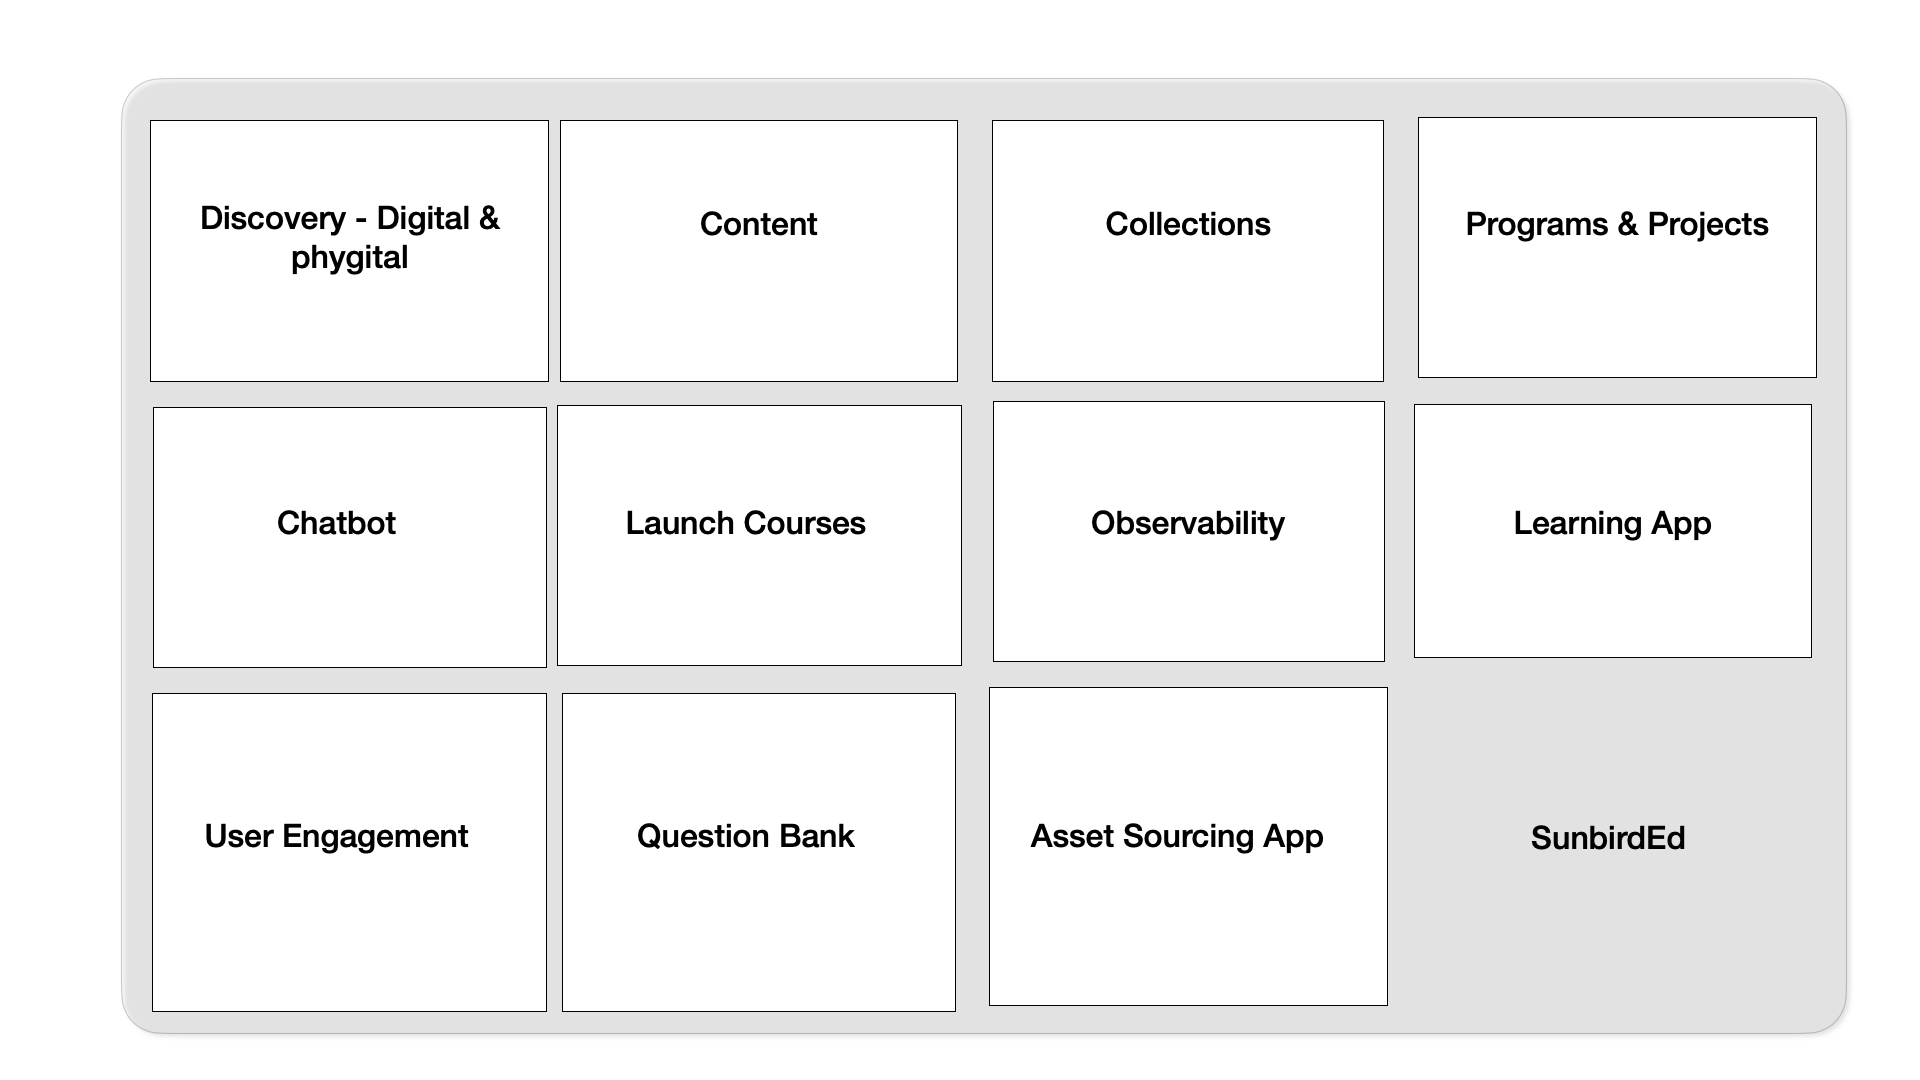 Discovery - Digital &
phygital
Content
Collections
Programs & Projects
Chatbot
Launch Courses
Observability
Learning App
User Engagement
Question Bank
Asset Sourcing App
SunbirdEd